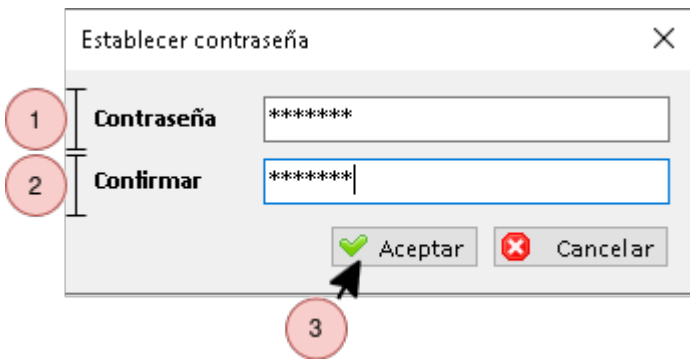 Establecer contraseña
1 Contraseña *******
2 Confirmar *******
Aceptar Cancelar
3